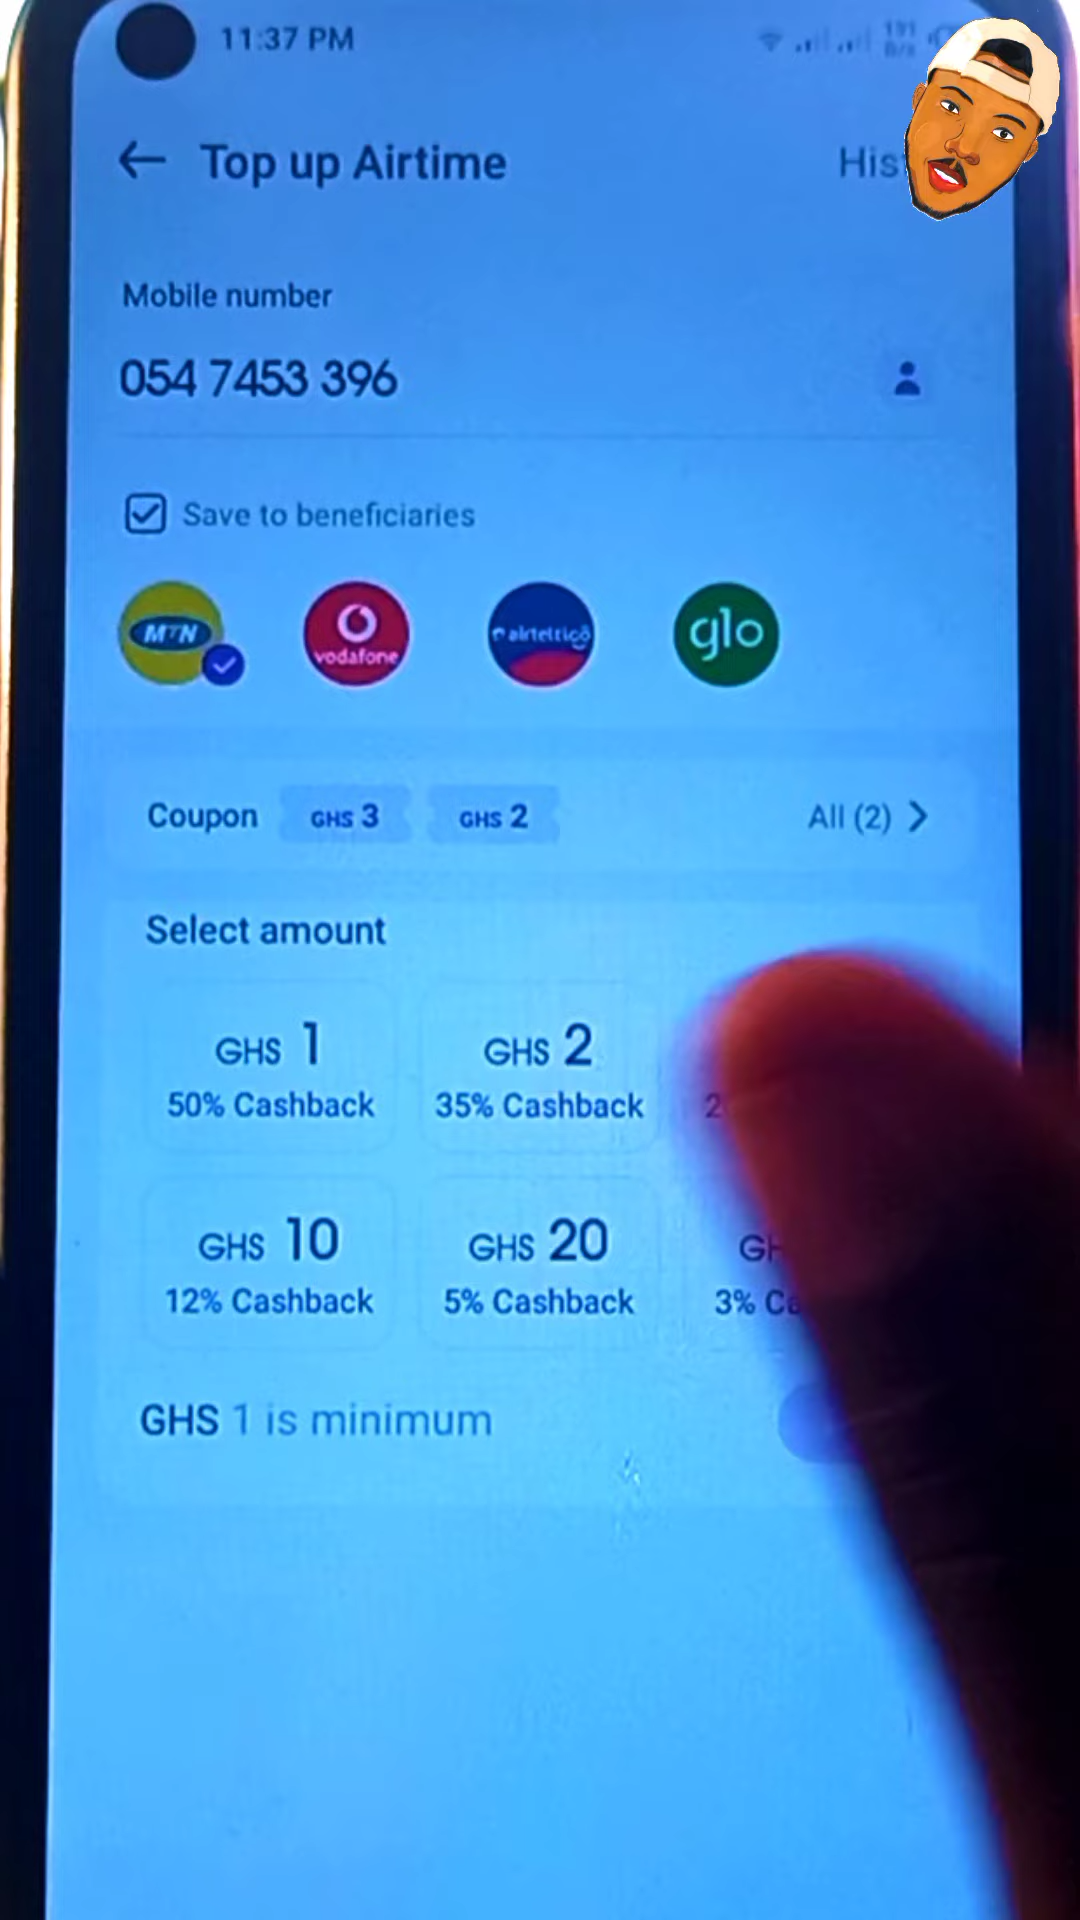 11:37 PM
191
B/s
Top up Airtime
Mobile number
054 7453 396
Save to beneficiaries
MTN
vodafone
airteltigo
glo
Coupon GHS 3 GHS 2 All (2)
Select amount
GHS 1 GHS 2
50% Cashback 35% Cashback
GHS 10 GHS 20
12% Cashback 5% Cashback 3%
GHS 1 is minimum